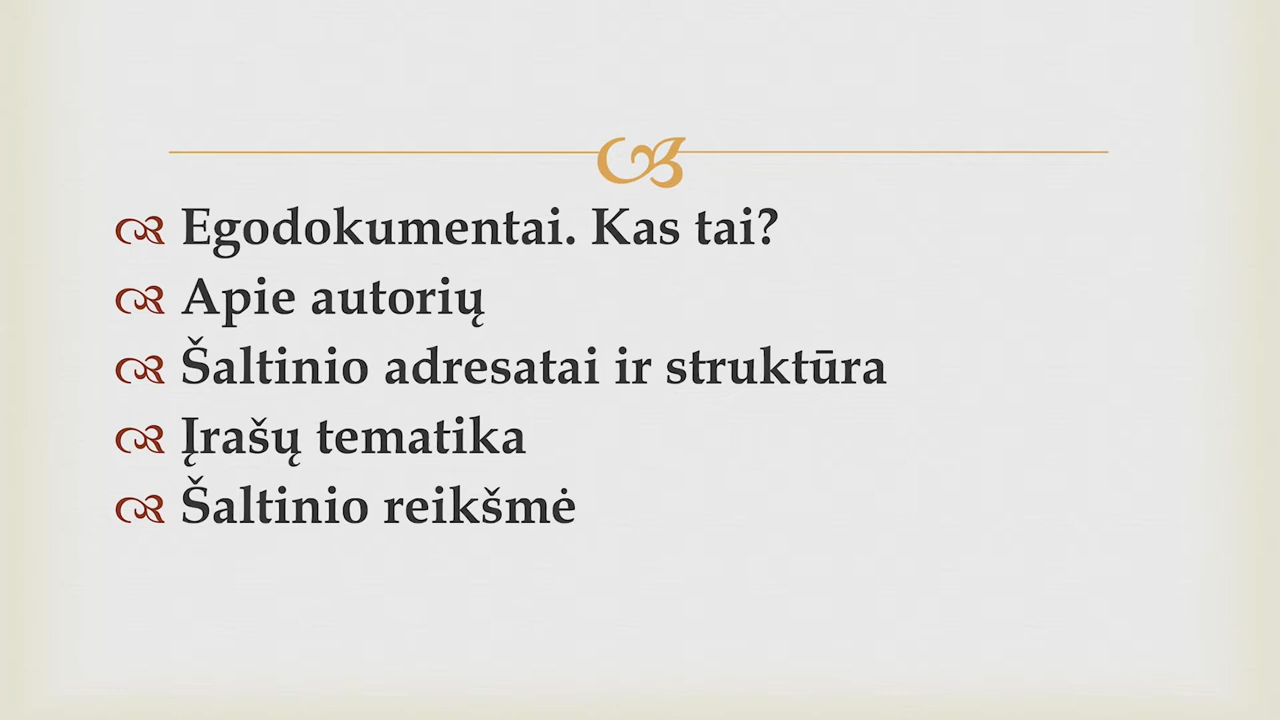 Egodokumentai. Kas tai?
Apie autorių
Šaltinio adresatai ir struktūra
Įrašų tematika
Šaltinio reikšmė